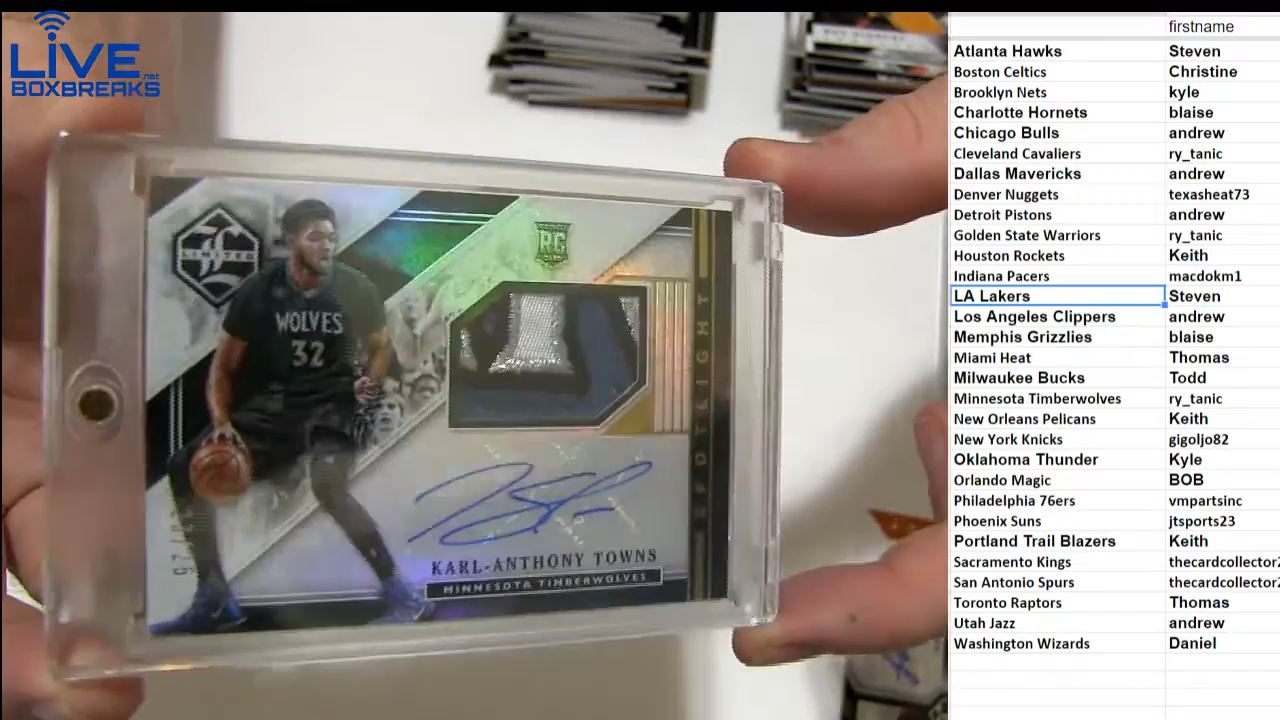 LIVE
.net
BOXBREAKS
LIMITED
RC
WOLVES
32
SPOTLIGHT
KARL-ANTHONY TOWNS
MINNESOTA TIMBERWOLVES
firstname
Atlanta Hawks Steven
Boston Celtics Christine
Brooklyn Nets kyle
Charlotte Hornets blaise
Chicago Bulls andrew
Cleveland Cavaliers ry_tanic
Dallas Mavericks andrew
Denver Nuggets texasheat73
Detroit Pistons andrew
Golden State Warriors ry_tanic
Houston Rockets Keith
Indiana Pacers macdokm1
LA Lakers Steven
Los Angeles Clippers andrew
Memphis Grizzlies blaise
Miami Heat Thomas
Milwaukee Bucks Todd
Minnesota Timberwolves ry_tanic
New Orleans Pelicans Keith
New York Knicks gigoljo82
Oklahoma Thunder Kyle
Orlando Magic BOB
Philadelphia 76ers vmpartsinc
Phoenix Suns jtsports23
Portland Trail Blazers Keith
Sacramento Kings thecardcollector2
San Antonio Spurs thecardcollector2
Toronto Raptors Thomas
Utah Jazz andrew
Washington Wizards Daniel